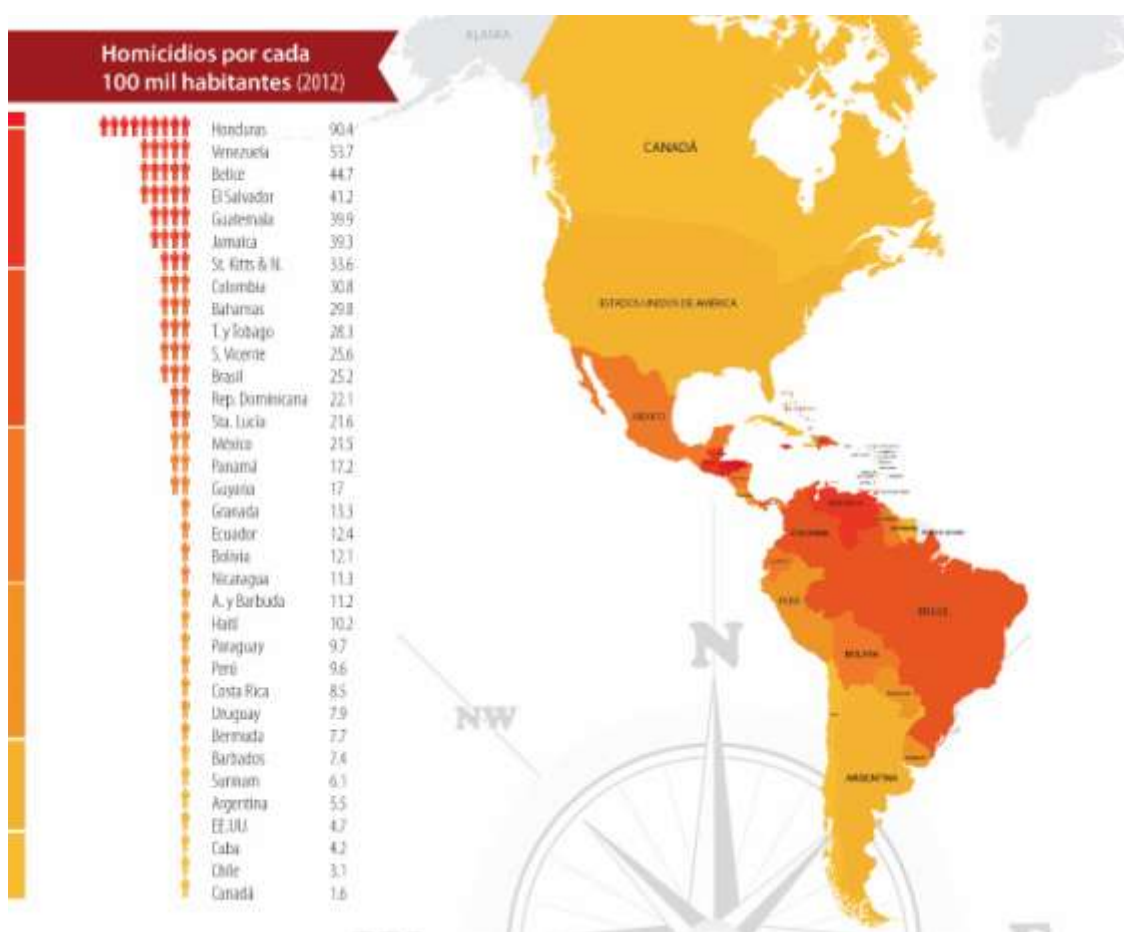 Homicidios por cada
100 mil habitantes (2012)
Honduras 90.4
Venezuela 53.7
Belice 44.7
El Salvador 41.2
Guatemala 39.9
Jamaica 39.3
St. Kitts & N. 33.6
Colombia 30.8
Bahamas 29.8
T. y Tobago 28.3
S. Vicente 25.6
Brasil 25.2
Rep. Dominicana 22.1
Sta. Lucía 21.6
México 21.5
Panamá 17.2
Guyana 17
Granada 13.3
Ecuador 12.4
Bolivia 12.1
Nicaragua 11.3
A. y Barbuda 11.2
Haití 10.2
Paraguay 9.7
Perú 9.6
Costa Rica 8.5
Uruguay 7.9
Bermuda 7.7
Barbados 7.4
Surinam 6.1
Argentina 5.5
EE.UU. 4.7
Cuba 4.2
Chile 3.1
Canadá 1.6
ALASKA
CANADÁ
ESTADOS UNIDOS DE AMÉRICA
MÉXICO
COLOMBIA
PERÚ
BRASIL
BOLIVIA
ARGENTINA
N
NW